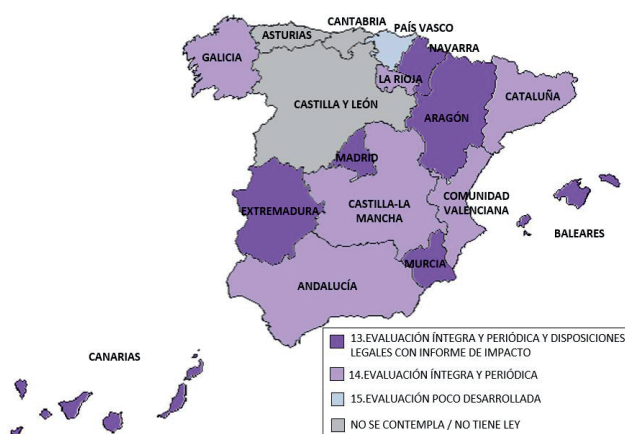 CANTABRIA
ASTURIAS
PAÍS VASCO
GALICIA
NAVARRA
LA RIOJA
CATALUÑA
CASTILLA Y LEÓN
ARAGÓN
MADRID
COMUNIDAD
VALENCIANA
CASTILLA-LA
MANCHA
EXTREMADURA
BALEARES
MURCIA
ANDALUCÍA
CANARIAS
13.EVALUACIÓN ÍNTEGRA Y PERIÓDICA Y DISPOSICIONES
LEGALES CON INFORME DE IMPACTO
14.EVALUACIÓN ÍNTEGRA Y PERIÓDICA
15.EVALUACIÓN POCO DESARROLLADA
NO SE CONTEMPLA / NO TIENE LEY